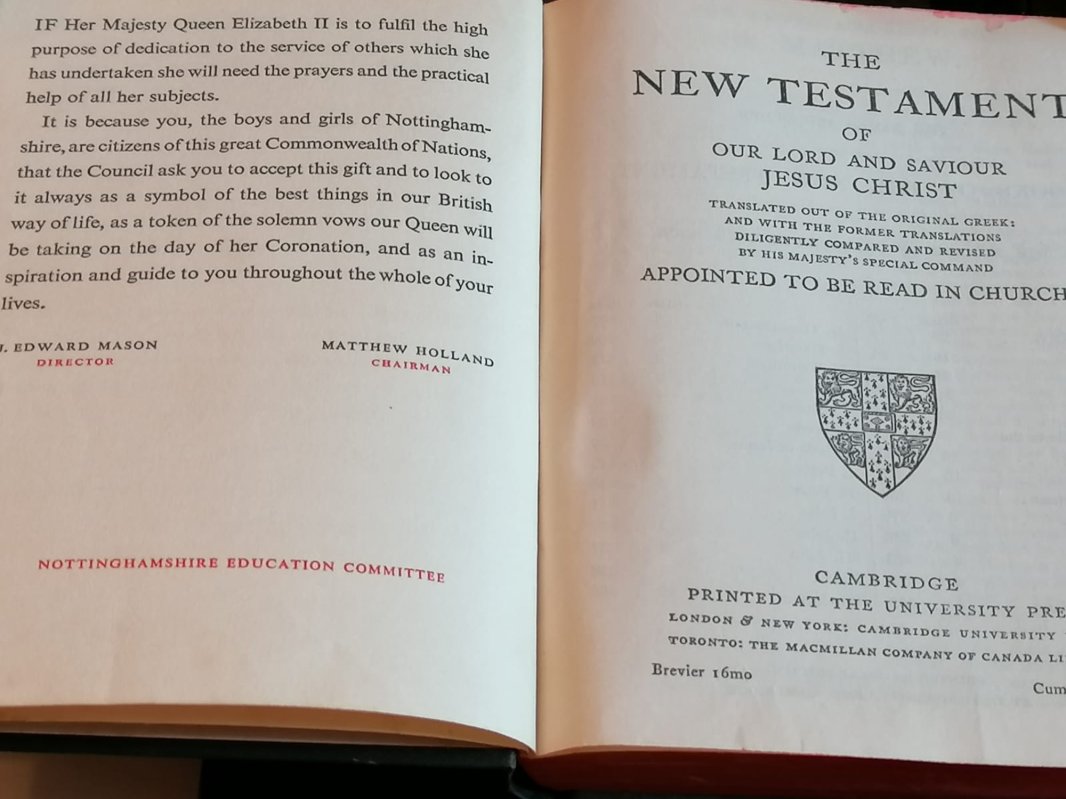 IF Her Majesty Queen Elizabeth II is to fulfil the high
purpose of dedication to the service of others which she
has undertaken she will need the prayers and the practical
help of all her subjects.
It is because you, the boys and girls of Nottingham-
shire, are citizens of this great Commonwealth of Nations,
that the Council ask you to accept this gift and to look to
it always as a symbol of the best things in our British
way of life, as a token of the solemn vows our Queen will
be taking on the day of her Coronation, and as an in-
spiration and guide to you throughout the whole of your
lives.
J. EDWARD MASON
DIRECTOR
MATTHEW HOLLAND
CHAIRMAN
NOTTINGHAMSHIRE EDUCATION COMMITTEE
THE
NEW TESTAMENT
OF
OUR LORD AND SAVIOUR
JESUS CHRIST
TRANSLATED OUT OF THE ORIGINAL GREEK:
AND WITH THE FORMER TRANSLATIONS
DILIGENTLY COMPARED AND REVISED
BY HIS MAJESTY'S SPECIAL COMMAND
APPOINTED TO BE READ IN CHURCH
CAMBRIDGE
PRINTED AT THE UNIVERSITY PRE
LONDON & NEW YORK: CAMBRIDGE UNIVERSITY
TORONTO: THE MACMILLAN COMPANY OF CANADA LI
Brevier 16mo
Cum